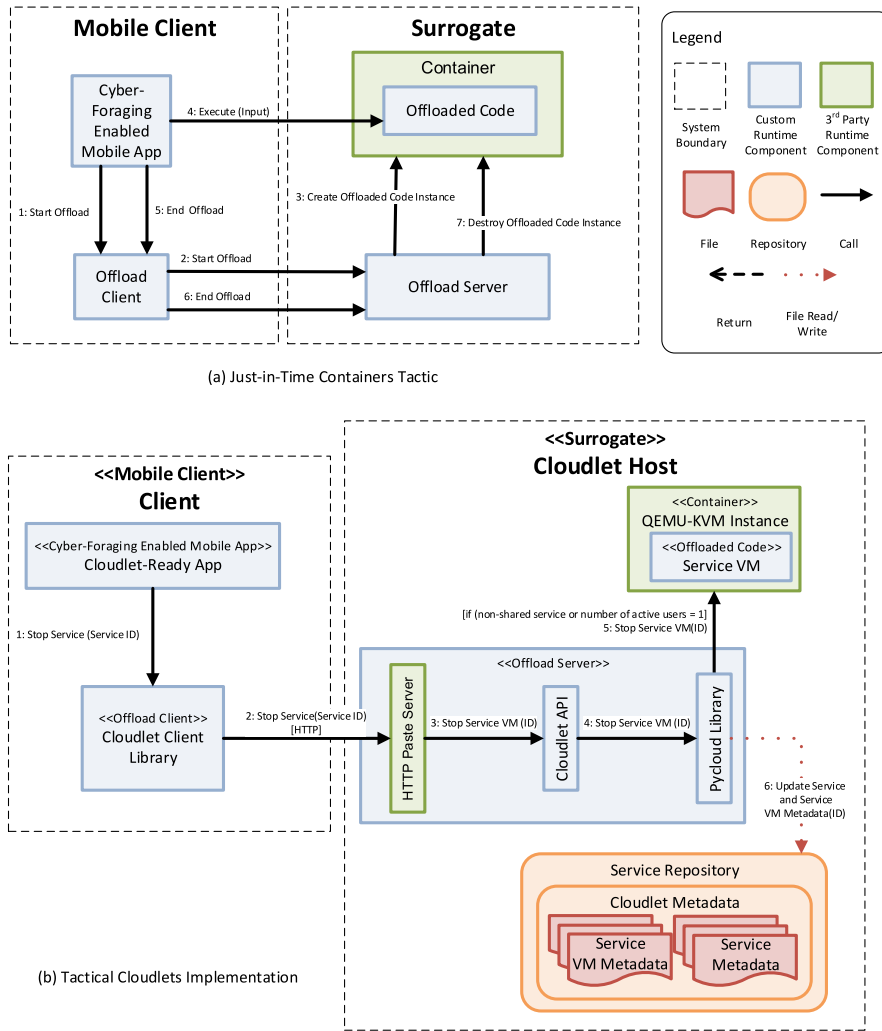 Mobile Client
Surrogate
Cyber-
Foraging
Enabled
Mobile App
4: Execute (Input)
Container
Offloaded Code
1: Start Offload
5: End Offload
3: Create Offloaded Code Instance
7: Destroy Offloaded Code Instance
Offload
Client
2: Start Offload
6: End Offload
Offload Server
(a) Just-in-Time Containers Tactic
Legend
System
Boundary
Custom
Runtime
Component
3rd Party
Runtime
Component
File
Repository
Call
Return
File Read/
Write
<<Mobile Client>>
Client
<<Cyber-Foraging Enabled Mobile App>>
Cloudlet-Ready App
1: Stop Service (Service ID)
<<Offload Client>>
Cloudlet Client
Library
2: Stop Service(Service ID)
[HTTP]
<<Surrogate>>
Cloudlet Host
<<Container>>
QEMU-KVM Instance
<<Offloaded Code>>
Service VM
[if (non-shared service or number of active users = 1]
5: Stop Service VM(ID)
<<Offload Server>>
HTTP Paste Server
3: Stop Service VM (ID)
Cloudlet API
4: Stop Service VM (ID)
Pycloud Library
6: Update Service
and Service
VM Metadata(ID)
Service Repository
Cloudlet Metadata
Service
VM Metadata
Service
Metadata
(b) Tactical Cloudlets Implementation